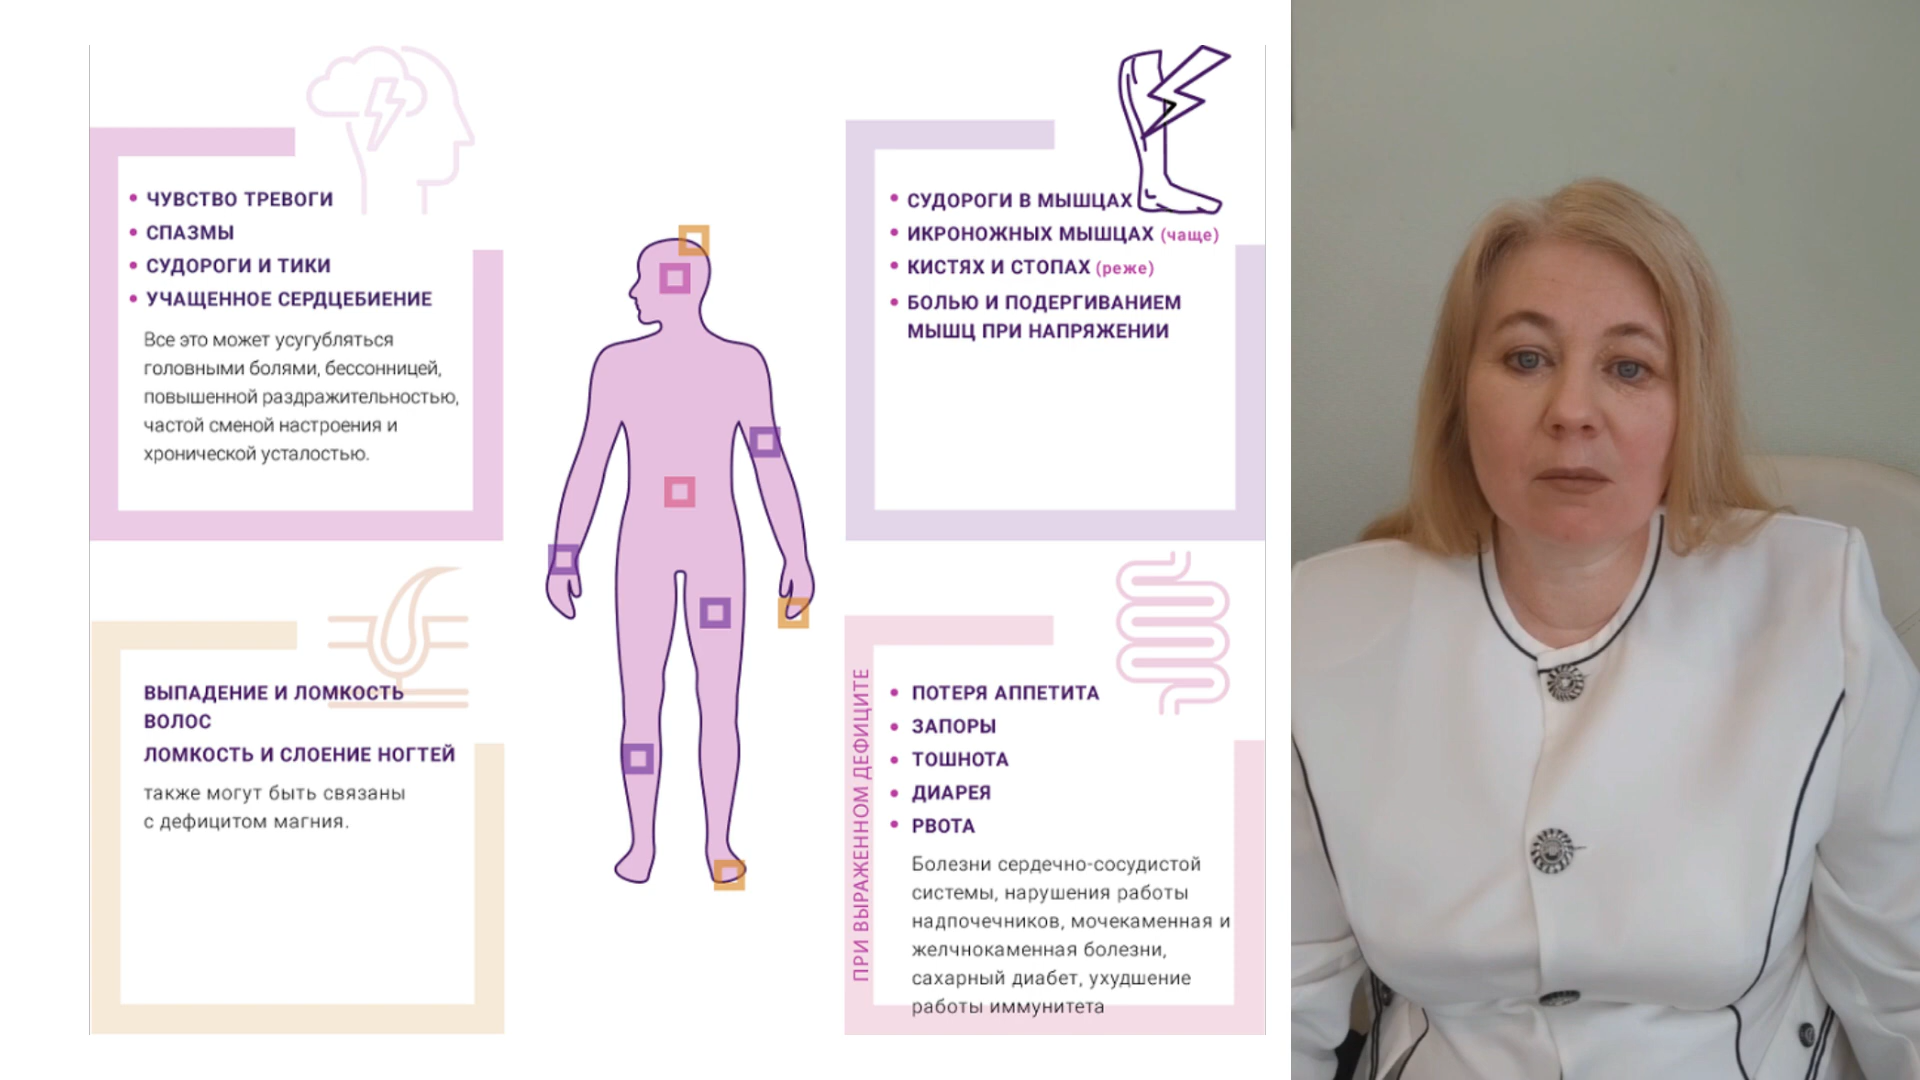 ЧУВСТВО ТРЕВОГИ
СПАЗМЫ
СУДОРОГИ И ТИКИ
УЧАЩЕННОЕ СЕРДЦЕБИЕНИЕ
Все это может усугубляться
головными болями, бессонницей,
повышенной раздражительностью,
частой сменой настроения и
хронической усталостью.
СУДОРОГИ В МЫШЦАХ
ИКРОНОЖНЫХ МЫШЦАХ (чаще)
КИСТЯХ И СТОПАХ (реже)
БОЛЬЮ И ПОДЕРГИВАНИЕМ
МЫШЦ ПРИ НАПРЯЖЕНИИ
ВЫПАДЕНИЕ И ЛОМКОСТЬ
ВОЛОС
ЛОМКОСТЬ И СЛОЕНИЕ НОГТЕЙ
также могут быть связаны
с дефицитом магния.
ПРИ ВЫРАЖЕННОМ ДЕФИЦИТЕ
ПОТЕРЯ АППЕТИТА
ЗАПОРЫ
ТОШНОТА
ДИАРЕЯ
РВОТА
Болезни сердечно-сосудистой
системы, нарушения работы
надпочечников, мочекаменная и
желчнокаменная болезни,
сахарный диабет, ухудшение
работы иммунитета